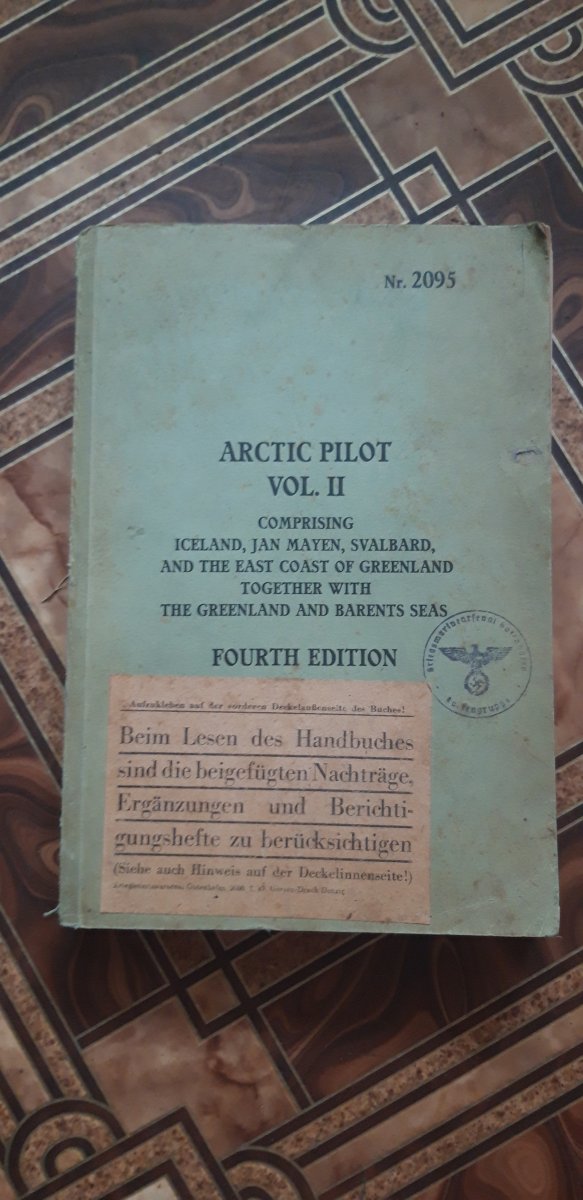 Nr. 2095
ARCTIC PILOT
VOL. II
COMPRISING
ICELAND, JAN MAYEN, SVALBARD,
AND THE EAST COAST OF GREENLAND
TOGETHER WITH
THE GREENLAND AND BARENTS SEAS
FOURTH EDITION
Kriegsmarinearsenal
Aufzukleben auf der vorderen Deckelaußenseite des Buches!
Beim Lesen des Handbuches
sind die beigefügten Nachträge,
Ergänzungen und Berichti-
gungshefte zu berücksichtigen
(Siehe auch Hinweis auf der Deckelinnenseite!)